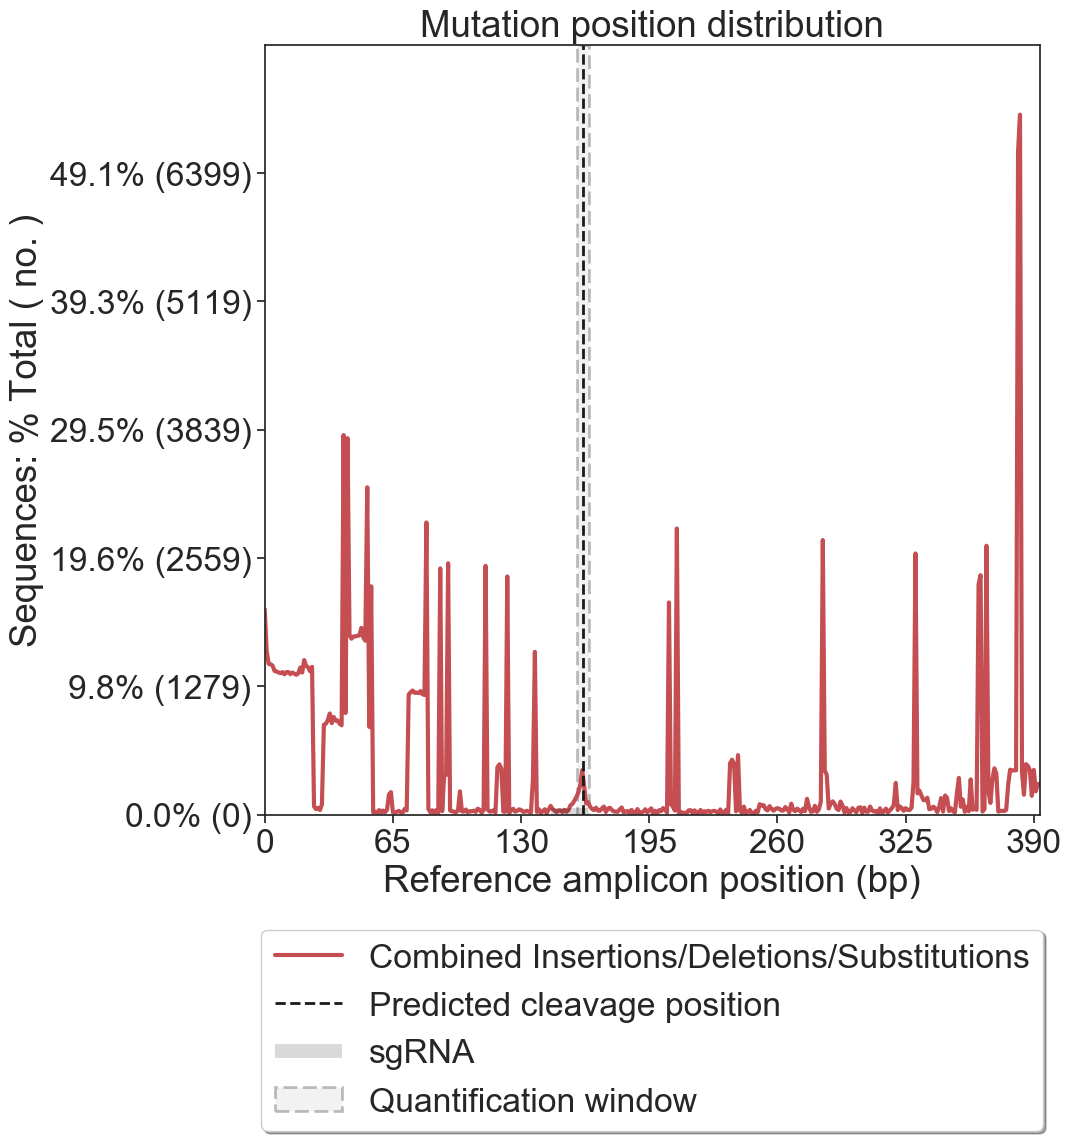 Mutation position distribution
Sequences: % Total ( no. )
49.1% (6399)
39.3% (5119)
29.5% (3839)
19.6% (2559)
9.8% (1279)
0.0% (0)
0 65 130 195 260 325 390
Reference amplicon position (bp)
Combined Insertions/Deletions/Substitutions
Predicted cleavage position
sgRNA
Quantification window